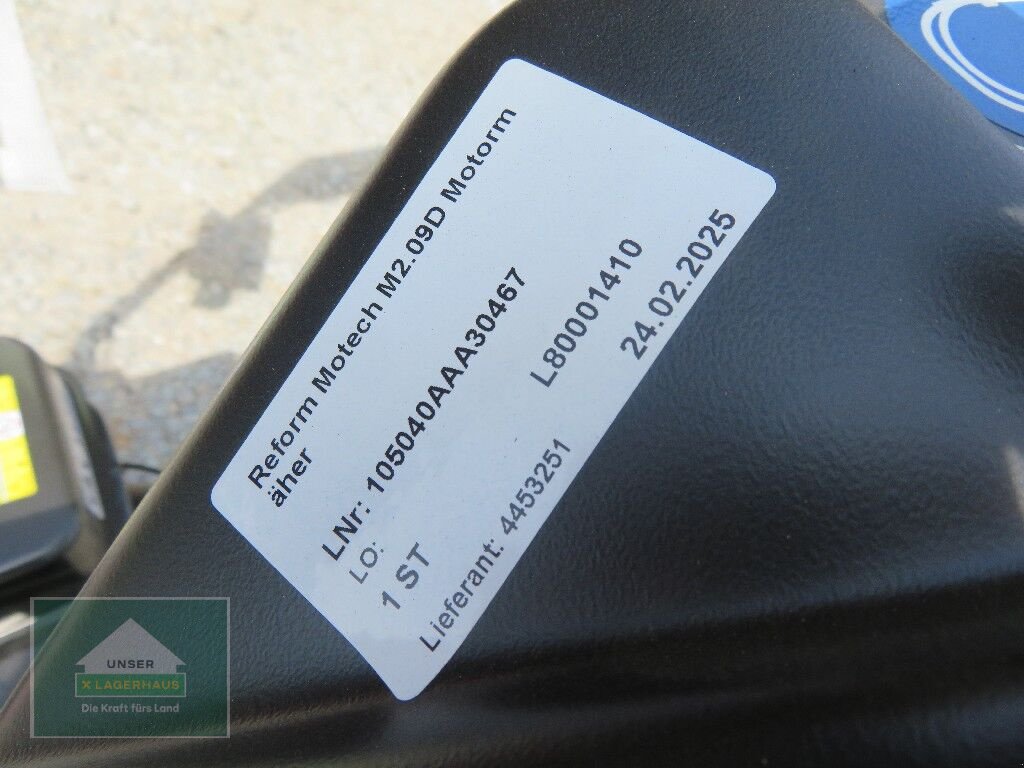 Reform Motech M2.09D Motorm
äher
LNr: 105040AAA30467
LO:
L80001410
1 ST
24.02.2025
Lieferant: 4453251
UNSER
X LAGERHAUS
Die Kraft fürs Land